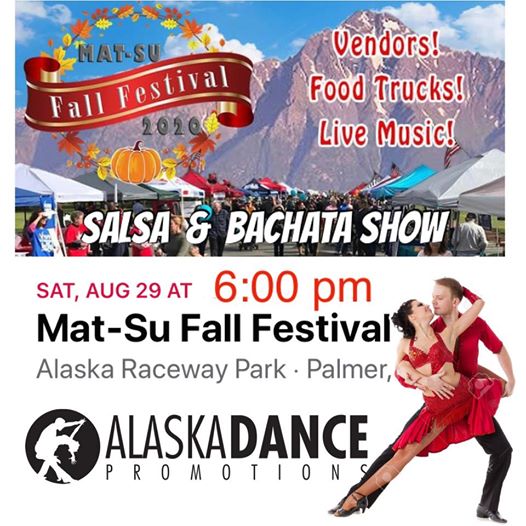 MAT-SU
Fall Festival
2020
Vendors!
Food Trucks!
Live Music!
SALSA & BACHATA SHOW
SAT, AUG 29 AT 6:00 pm
Mat-Su Fall Festival
Alaska Raceway Park · Palmer,
ALASKADANCE
PROMOTIONS